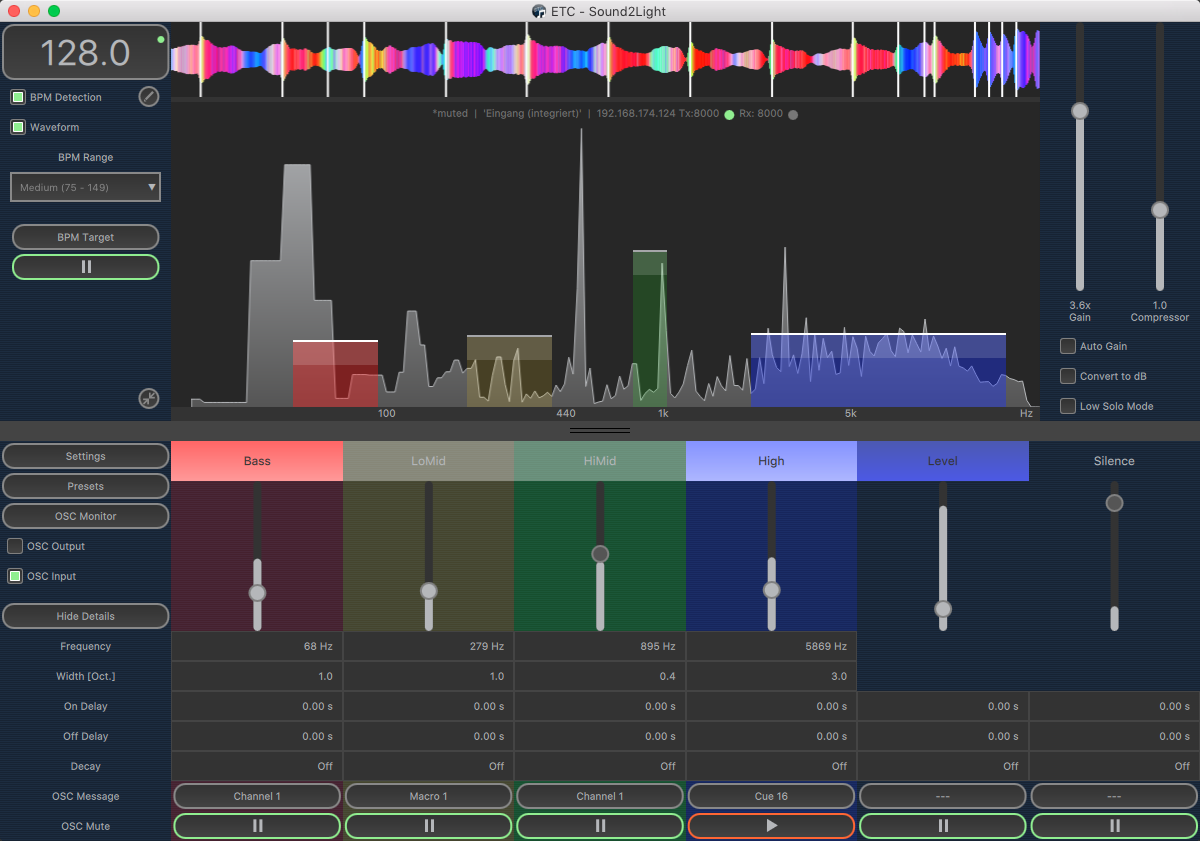 ETC - Sound2Light
128.0
BPM Detection
Waveform
BPM Range
Medium (75 - 149)
BPM Target
*muted | 'Eingang (integriert)' | 192.168.174.124 Tx:8000 Rx: 8000
100 440 1k 5k Hz
3.6x
Gain
1.0
Compressor
Auto Gain
Convert to dB
Low Solo Mode
Settings
Presets
OSC Monitor
OSC Output
OSC Input
Hide Details
Bass LoMid HiMid High Level Silence
Frequency 68 Hz 279 Hz 895 Hz 5869 Hz
Width [Oct.] 1.0 1.0 0.4 3.0
On Delay 0.00 s 0.00 s 0.00 s 0.00 s 0.00 s 0.00 s
Off Delay 0.00 s 0.00 s 0.00 s 0.00 s 0.00 s 0.00 s
Decay Off Off Off Off Off Off
OSC Message Channel 1 Macro 1 Channel 1 Cue 16 --- ---
OSC Mute